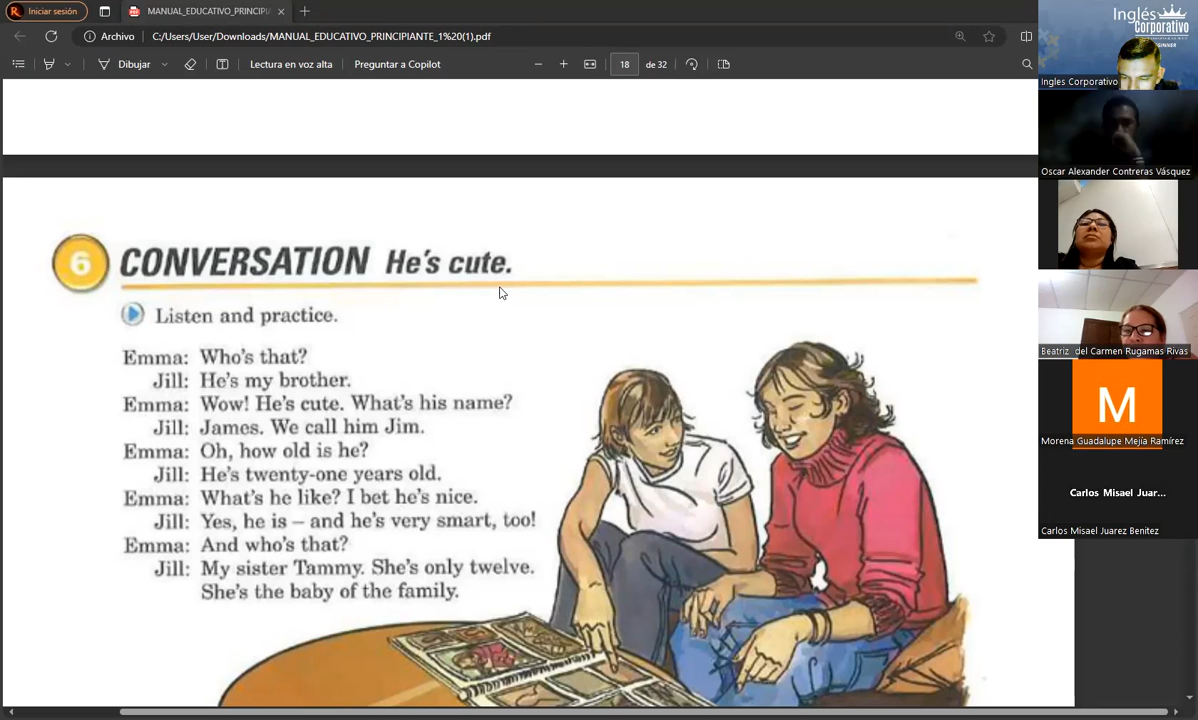 Iniciar sesión
MANUAL_EDUCATIVO_PRINCIPI
Archivo
C:/Users/User/Downloads/MANUAL_EDUCATIVO_PRINCIPIANTE_1%20(1).pdf
Dibujar
Lectura en voz alta
Preguntar a Copilot
18
de 32
6
CONVERSATION He's cute.
Listen and practice.
Emma: Who's that?
Jill: He's my brother.
Emma: Wow! He's cute. What's his name?
Jill: James. We call him Jim.
Emma: Oh, how old is he?
Jill: He's twenty-one years old.
Emma: What's he like? I bet he's nice.
Jill: Yes, he is – and he's very smart, too!
Emma: And who's that?
Jill: My sister Tammy. She's only twelve.
She's the baby of the family.
Inglés
Corporativo
Ingles Corporativo
Oscar Alexander Contreras Vásquez
Beatriz del Carmen Rugamas Rivas
M
Morena Guadalupe Mejía Ramírez
Carlos Misael Juar...
Carlos Misael Juarez Benitez